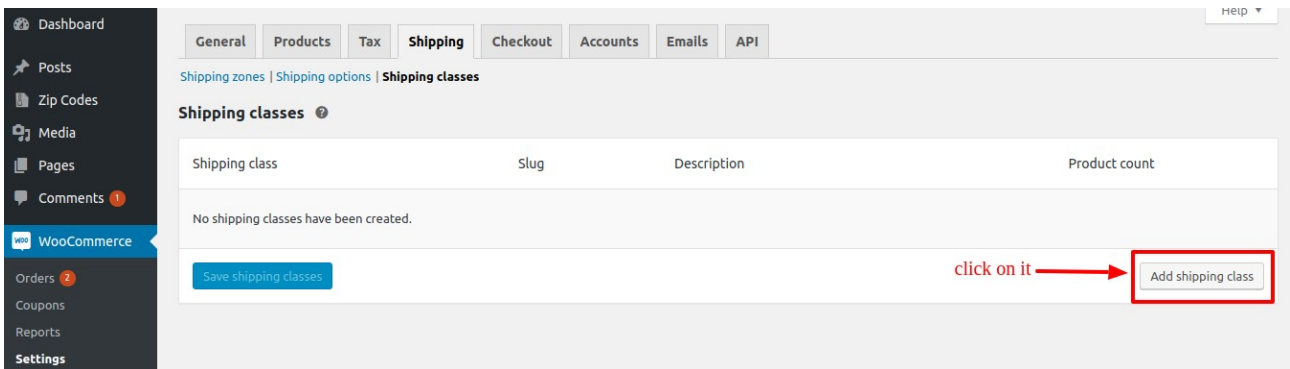 Help
Dashboard
Posts
Zip Codes
Media
Pages
Comments 1
WOO WooCommerce
Orders 2
Coupons
Reports
Settings
General Products Tax Shipping Checkout Accounts Emails API
Shipping zones | Shipping options | Shipping classes
Shipping classes ?
Shipping class Slug Description Product count
No shipping classes have been created.
Save shipping classes click on it Add shipping class